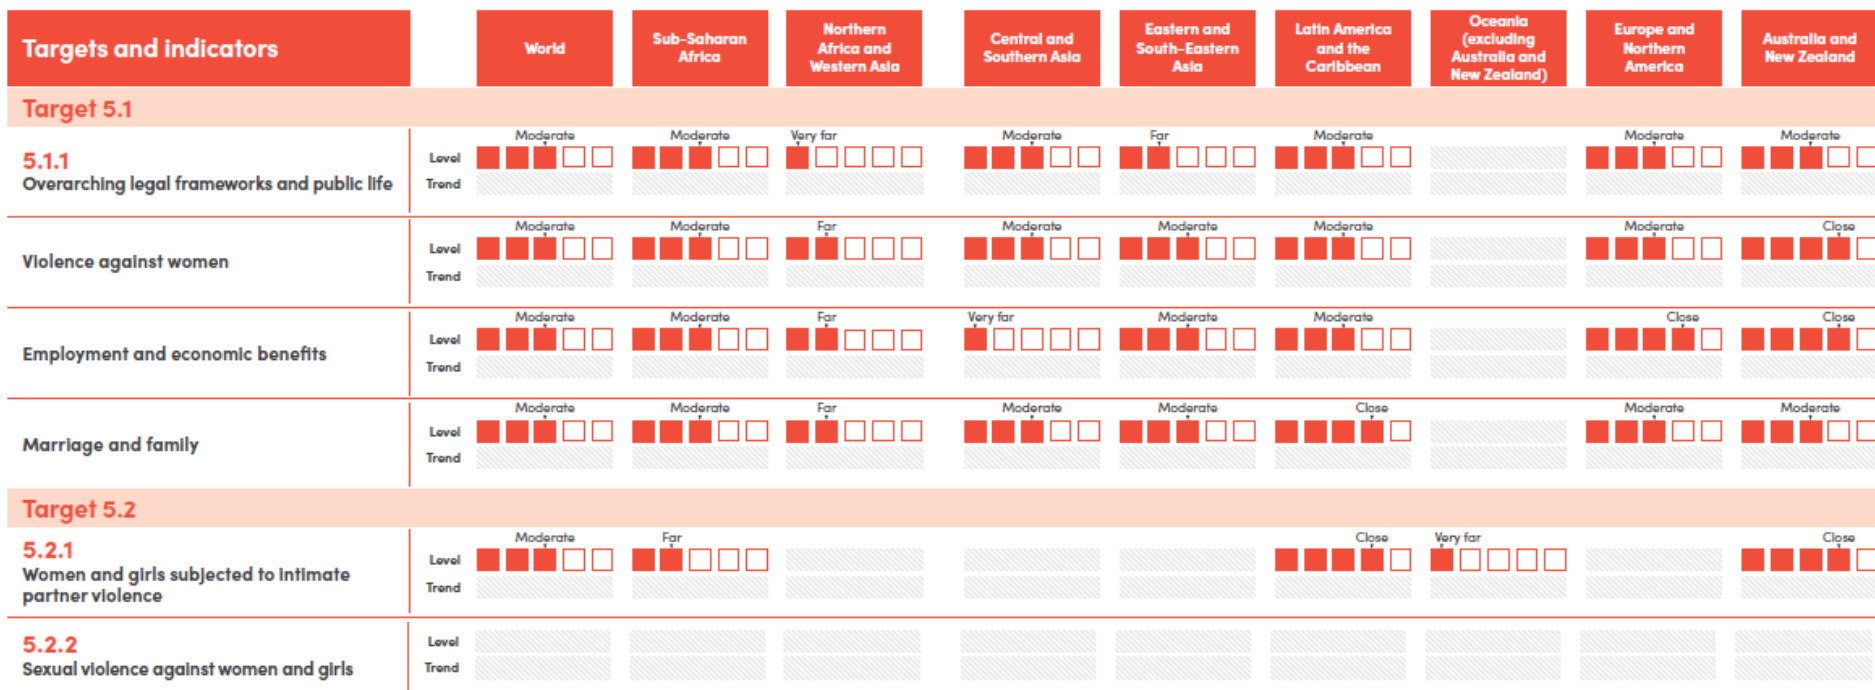 Targets and indicators
World
Sub-Saharan
Africa
Northern
Africa and
Western Asia
Central and
Southern Asia
Eastern and
South-Eastern
Asia
Latin America
and the
Caribbean
Oceania
(excluding
Australia and
New Zealand)
Europe and
Northern
America
Australia and
New Zealand
Target 5.1
5.1.1
Overarching legal frameworks and public life
Level
Moderate Moderate Very far Moderate Far Moderate Moderate Moderate
Trend
Violence against women
Level
Moderate Moderate Far Moderate Moderate Moderate Moderate Close
Trend
Employment and economic benefits
Level
Moderate Moderate Far Very far Moderate Moderate Close Close
Trend
Marriage and family
Level
Moderate Moderate Far Moderate Moderate Close Moderate Moderate
Trend
Target 5.2
5.2.1
Women and girls subjected to intimate
partner violence
Level
Moderate Far Close Very far Close
Trend
5.2.2
Sexual violence against women and girls
Level
Trend